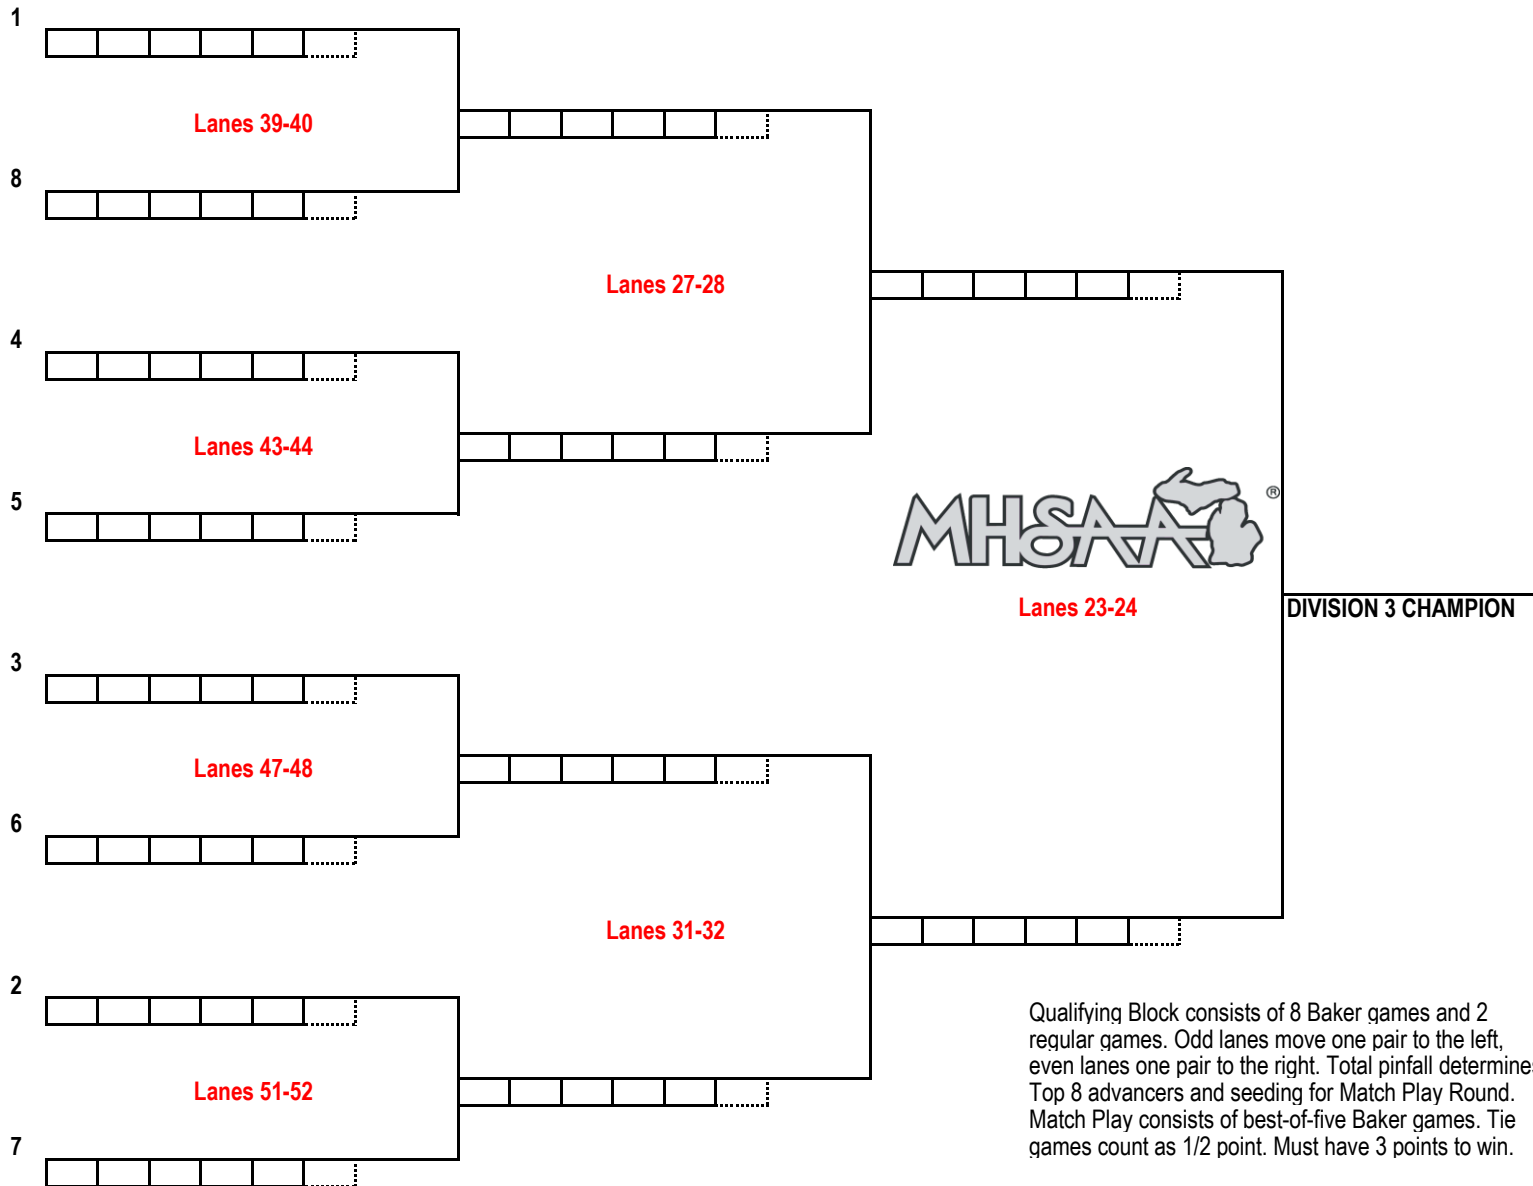 1
Lanes 39-40
8
Lanes 27-28
4
Lanes 43-44
5
MHSAA®
Lanes 23-24
DIVISION 3 CHAMPION
3
Lanes 47-48
6
Lanes 31-32
2
Lanes 51-52
7
Qualifying Block consists of 8 Baker games and 2
regular games. Odd lanes move one pair to the left,
even lanes one pair to the right. Total pinfall determines
Top 8 advancers and seeding for Match Play Round.
Match Play consists of best-of-five Baker games. Tie
games count as 1/2 point. Must have 3 points to win.